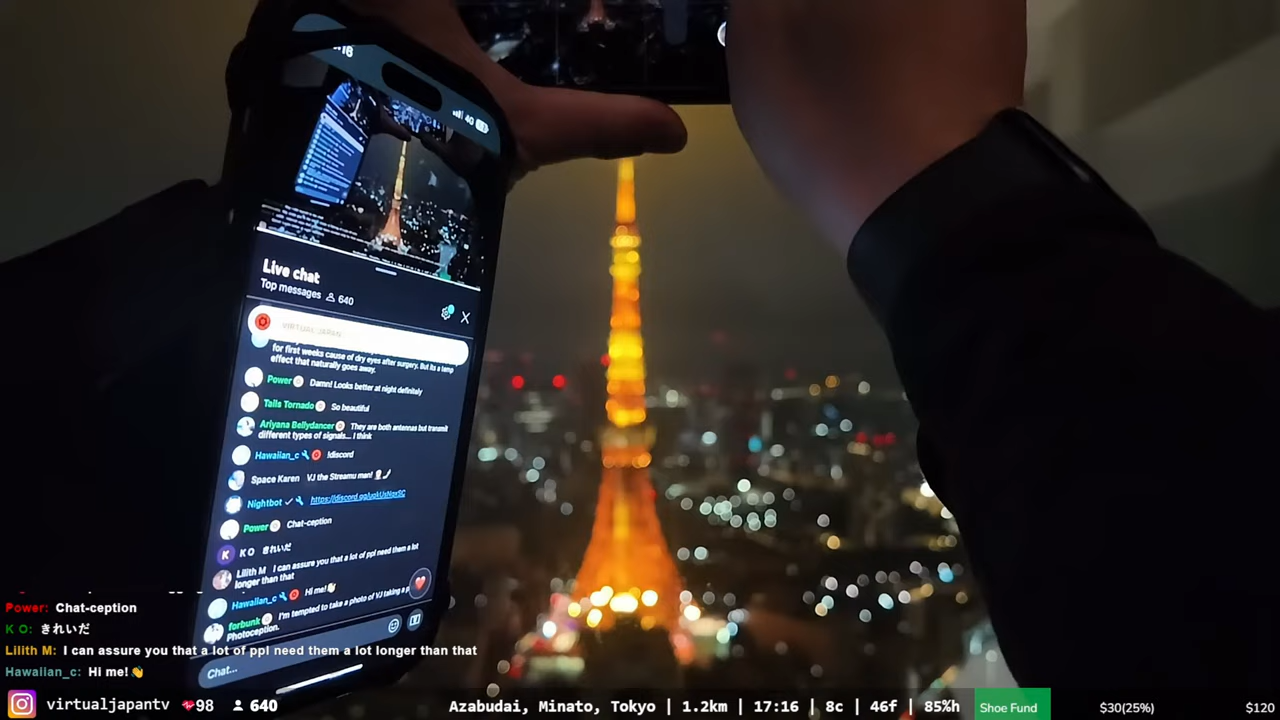 :16
40
Live chat
Top messages 640
VIRTUAL JAPAN
for first weeks cause of dry eyes after surgery. But its a temp
effect that naturally goes away.
Power Damn! Looks better at night definitaly
Tails Tornado So beautiful
Ariyana Bellydancer They are both antennas but transmit
different types of signals... I think
Hawaiian_c !discord
Space Karen VJ the Streamu man!
Nightbot
Power Chat-ception
K K O きれいだ
Lilith M I can assure you that a lot of ppl need them a lot
longer than that
Hawaiian_c Hi me!👋
forbunk I'm tempted to take a photo of VJ taking a p
Photoception.
Chat...
Power: Chat-ception
K O: きれいだ
Lilith M: I can assure you that a lot of ppl need them a lot longer than that
Hawaiian_c: Hi me!👋
virtualjapantv 98 640 Azabudai, Minato, Tokyo | 1.2km | 17:16 | 8c | 46f | 85%h Shoe Fund $30(25%) $120